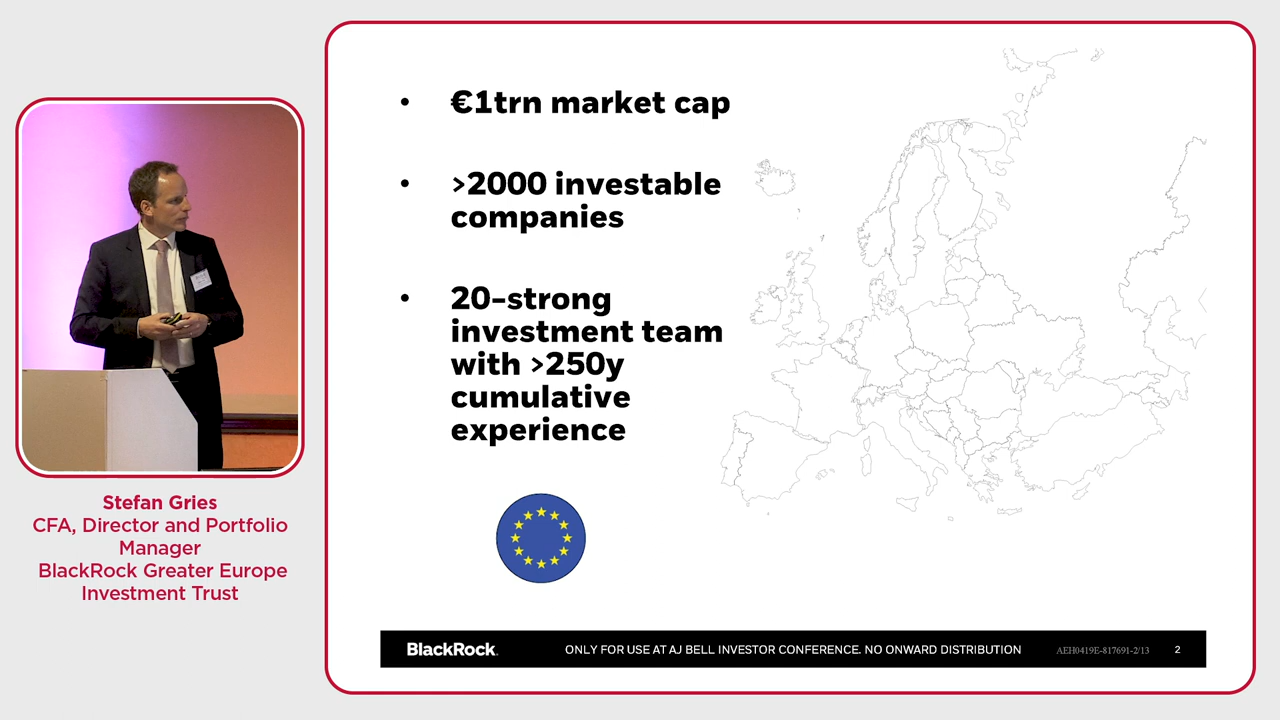 €1trn market cap
>2000 investable
companies
20-strong
investment team
with >250y
cumulative
experience
Stefan Gries
CFA, Director and Portfolio
Manager
BlackRock Greater Europe
Investment Trust
BlackRock. ONLY FOR USE AT AJ BELL INVESTOR CONFERENCE. NO ONWARD DISTRIBUTION AEH0419E-817691-2/13 2